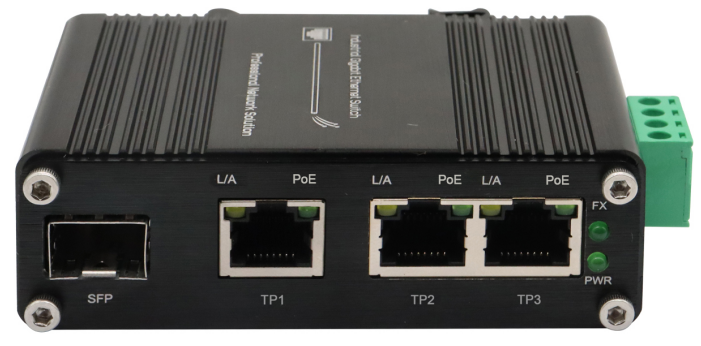 Industrial Gigabit Ethernet Switch
Professional Network Solution
L/A PoE L/A PoE L/A PoE
FX
PWR
SFP TP1 TP2 TP3